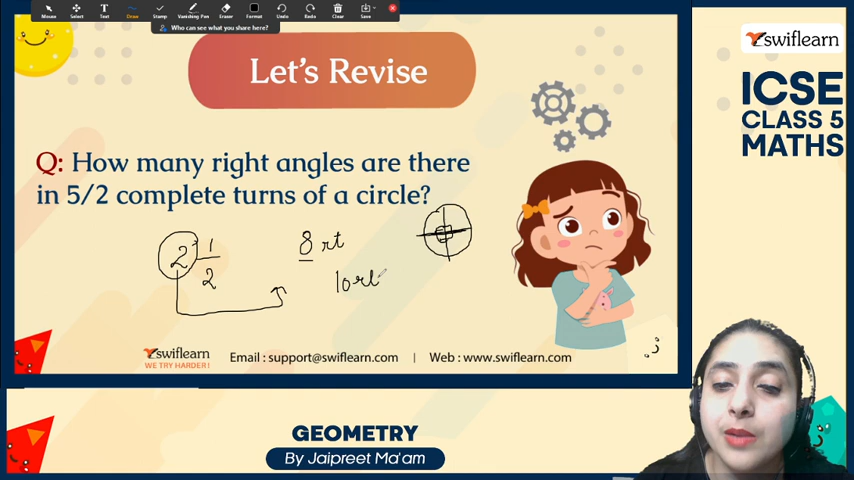 Mouse Select Text Draw Stamp Vanishing Pen Eraser Format Undo Redo Clear Save
Who can see what you share here?
Let's Revise
swiflearn
ICSE
CLASS 5
MATHS
Q: How many right angles are there
in 5/2 complete turns of a circle?
2 1/2
8 rt
10 rt
swiflearn
WE TRY HARDER!
Email : support@swiflearn.com | Web : www.swiflearn.com
GEOMETRY
By Jaipreet Ma'am